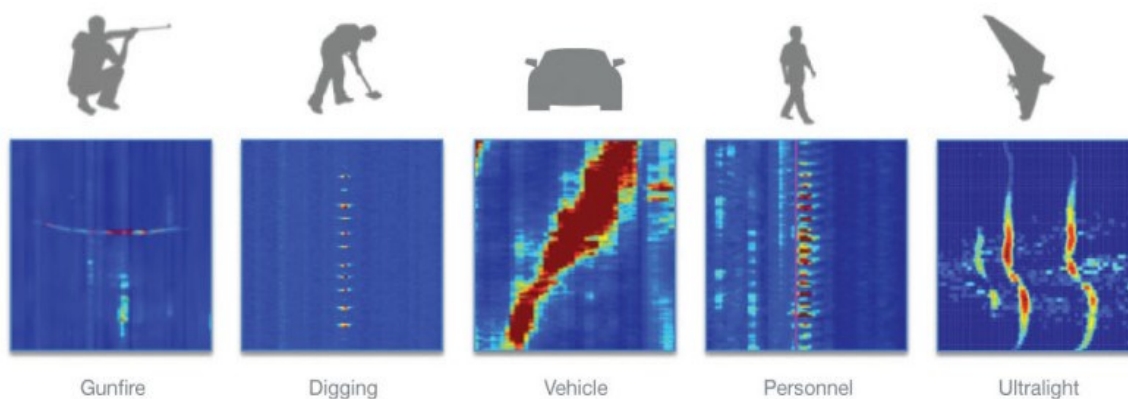 Gunfire
Digging
Vehicle
Personnel
Ultralight